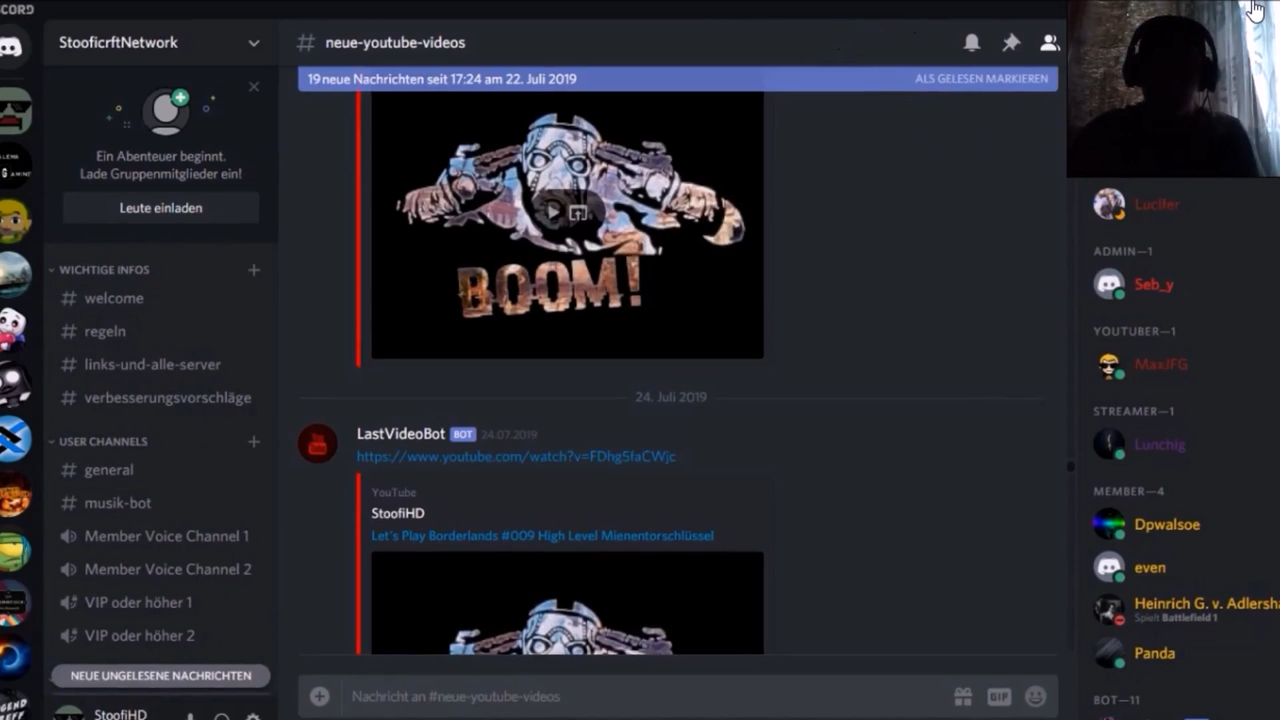 CORD
StooficrftNetwork
Ein Abenteuer beginnt.
Lade Gruppenmitglieder ein!
Leute einladen
WICHTIGE INFOS
# welcome
# regeln
# links-und-alle-server
# verbesserungsvorschläge
USER CHANNELS
# general
# musik-bot
Member Voice Channel 1
Member Voice Channel 2
VIP oder höher 1
VIP oder höher 2
NEUE UNGELESENE NACHRICHTEN
StoofiHD
# neue-youtube-videos
19 neue Nachrichten seit 17:24 am 22. Juli 2019
ALS GELESEN MARKIEREN
BOOM!
24. Juli 2019
LastVideoBot BOT 24.07.2019
https://www.youtube.com/watch?v=FDhg5faCWjc
YouTube
StoofiHD
Let's Play Borderlands #009 High Level Mienentorschlüssel
Nachricht an #neue-youtube-videos
GIF
Lucifer
ADMIN—1
Seb_y
YOUTUBER—1
MaxJFG
STREAMER—1
Lunchig
MEMBER—4
Dpwalsoe
even
Heinrich G. v. Adlersha
Spielt Battlefield 1
Panda
BOT—11